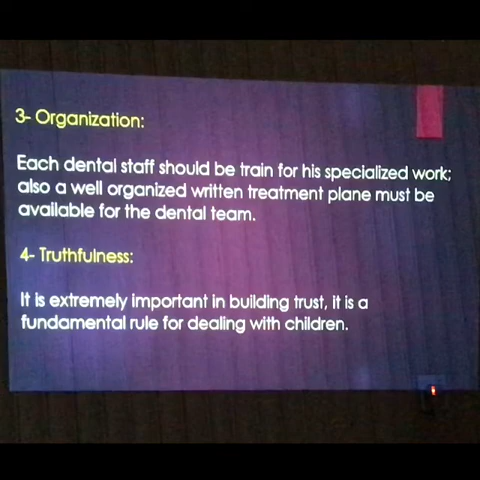 3- Organization:
Each dental staff should be train for his specialized work;
also a well organized written treatment plane must be
available for the dental team.
4- Truthfulness:
It is extremely important in building trust, it is a
fundamental rule for dealing with children.